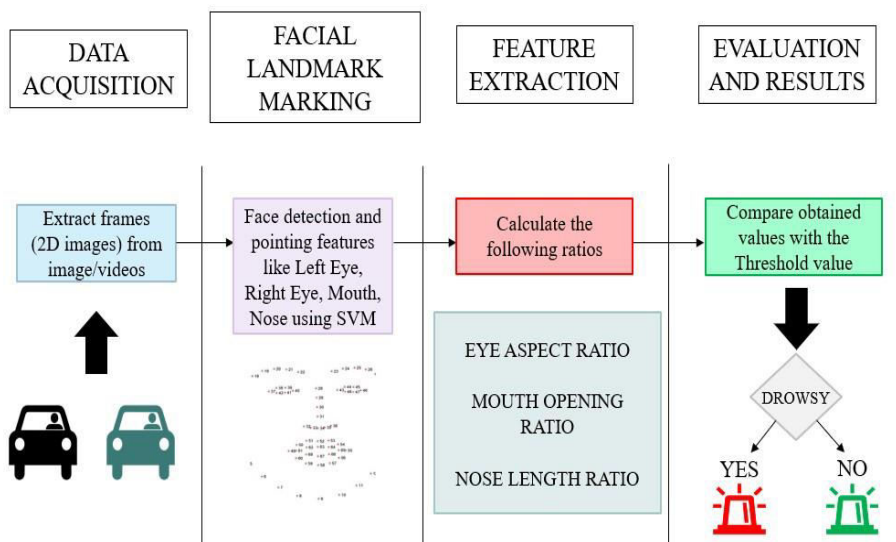 DATA
ACQUISITION
FACIAL
LANDMARK
MARKING
FEATURE
EXTRACTION
EVALUATION
AND RESULTS
Extract frames
(2D images) from
image/videos
Face detection and
pointing features
like Left Eye,
Right Eye, Mouth,
Nose using SVM
Calculate the
following ratios
Compare obtained
values with the
Threshold value
EYE ASPECT RATIO
MOUTH OPENING
RATIO
NOSE LENGTH RATIO
DROWSY
YES
NO